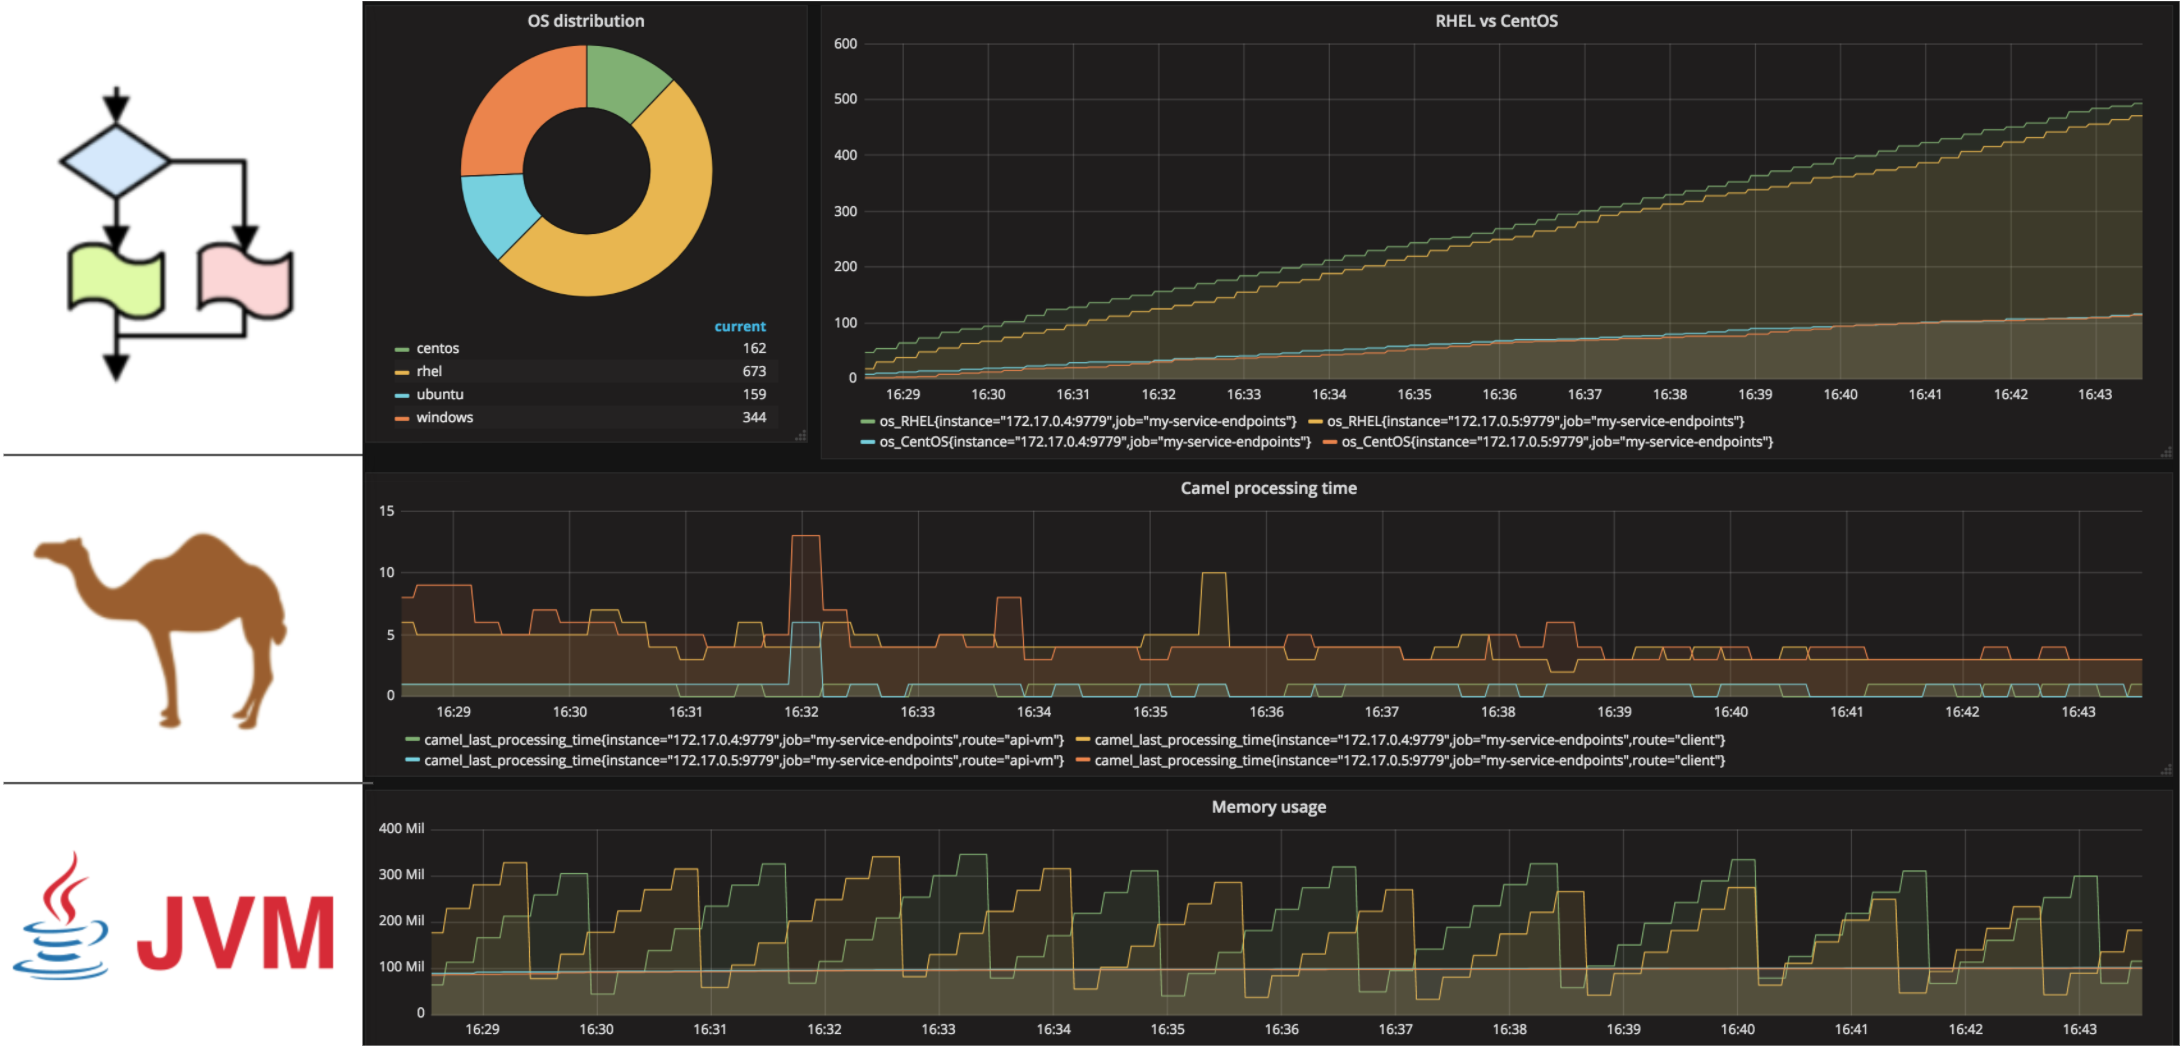 OS distribution
current
centos 162
rhel 673
ubuntu 159
windows 344
RHEL vs CentOS
600
500
400
300
200
100
0
16:29 16:30 16:31 16:32 16:33 16:34 16:35 16:36 16:37 16:38 16:39 16:40 16:41 16:42 16:43
os_RHEL{instance="172.17.0.4:9779",job="my-service-endpoints"} os_RHEL{instance="172.17.0.5:9779",job="my-service-endpoints"}
os_CentOS{instance="172.17.0.4:9779",job="my-service-endpoints"} os_CentOS{instance="172.17.0.5:9779",job="my-service-endpoints"}
Camel processing time
15
10
5
0
16:29 16:30 16:31 16:32 16:33 16:34 16:35 16:36 16:37 16:38 16:39 16:40 16:41 16:42 16:43
camel_last_processing_time{instance="172.17.0.4:9779",job="my-service-endpoints",route="api-vm"} camel_last_processing_time{instance="172.17.0.4:9779",job="my-service-endpoints",route="client"}
camel_last_processing_time{instance="172.17.0.5:9779",job="my-service-endpoints",route="api-vm"} camel_last_processing_time{instance="172.17.0.5:9779",job="my-service-endpoints",route="client"}
JVM
Memory usage
400 Mil
300 Mil
200 Mil
100 Mil
0
16:29 16:30 16:31 16:32 16:33 16:34 16:35 16:36 16:37 16:38 16:39 16:40 16:41 16:42 16:43